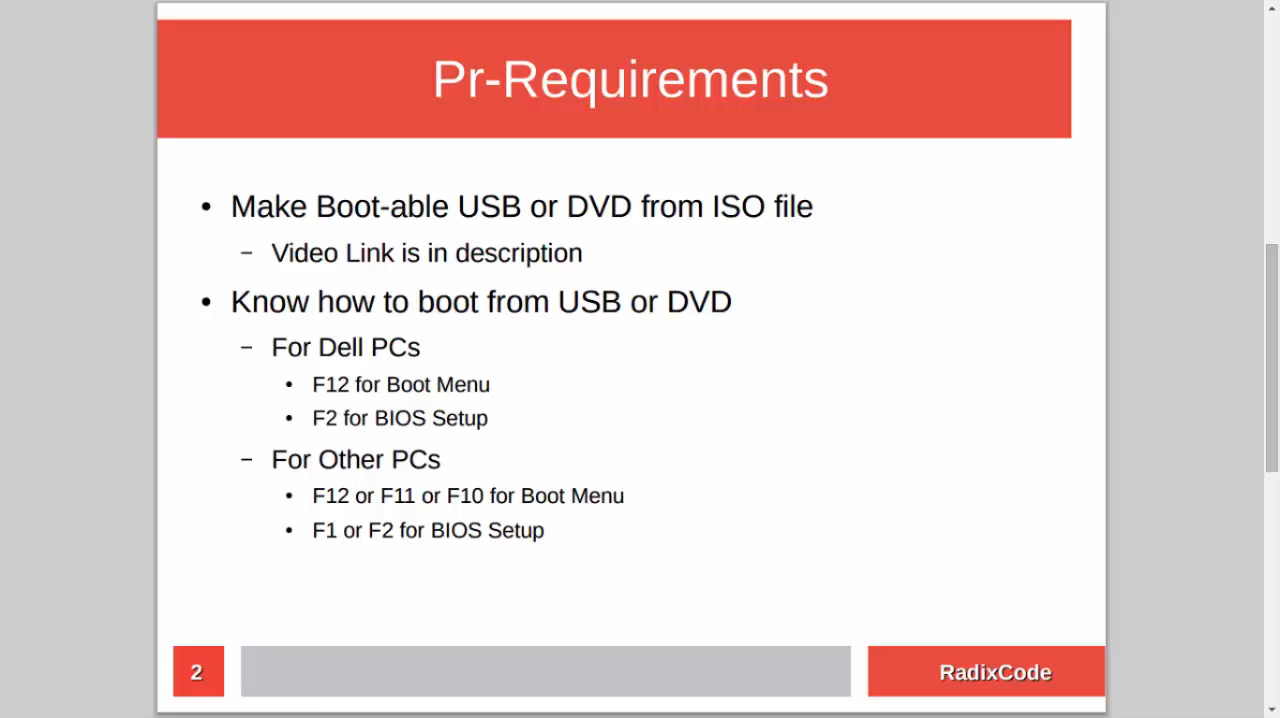 Pr-Requirements
• Make Boot-able USB or DVD from ISO file
– Video Link is in description
• Know how to boot from USB or DVD
– For Dell PCs
• F12 for Boot Menu
• F2 for BIOS Setup
– For Other PCs
• F12 or F11 or F10 for Boot Menu
• F1 or F2 for BIOS Setup
2
RadixCode